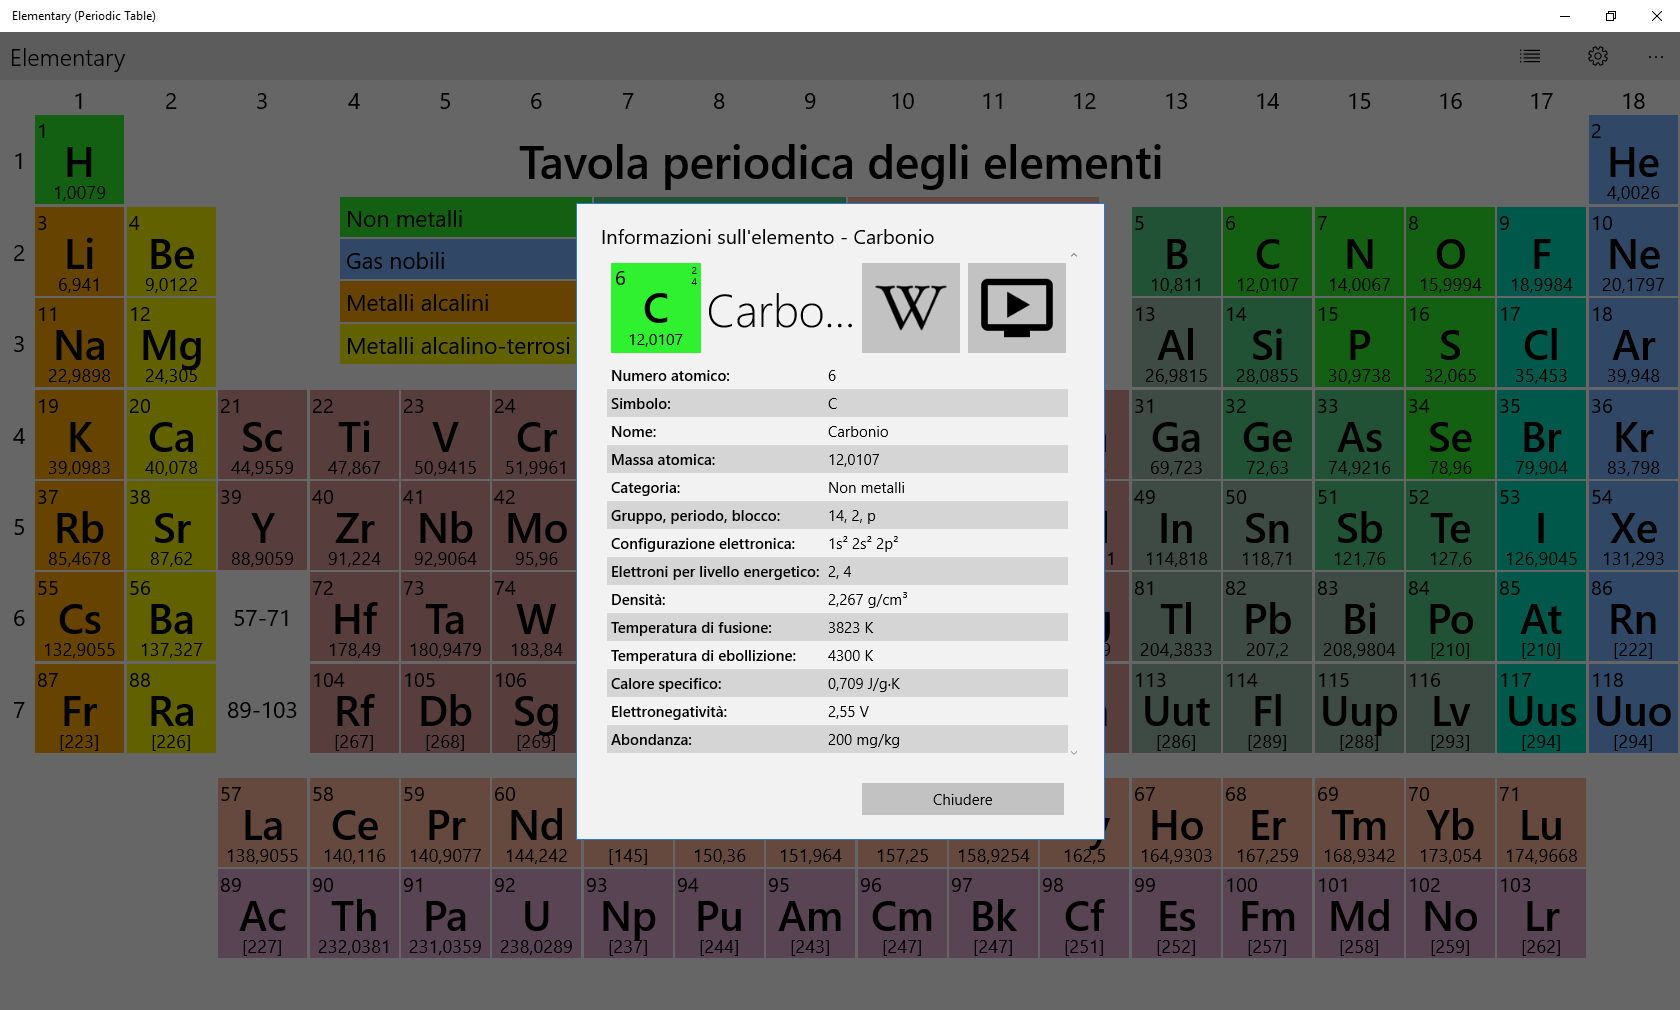 Elementary (Periodic Table)
Elementary
1 2 3 4 5 6 7 8 9 10 11 12 13 14 15 16 17 18
Tavola periodica degli elementi
Non metalli
Gas nobili
Metalli alcalini
Metalli alcalino-terrosi
1
1 2
H He
1,0079 4,0026
2
3 4 5 6 7 8 9 10
Li Be B C N O F Ne
6,941 9,0122 10,811 12,0107 14,0067 15,9994 18,9984 20,1797
3
11 12 13 14 15 16 17 18
Na Mg Al Si P S Cl Ar
22,9898 24,305 26,9815 28,0855 30,9738 32,065 35,453 39,948
4
19 20 21 22 23 24 31 32 33 34 35 36
K Ca Sc Ti V Cr Ga Ge As Se Br Kr
39,0983 40,078 44,9559 47,867 50,9415 51,9961 69,723 72,63 74,9216 78,96 79,904 83,798
5
37 38 39 40 41 42 49 50 51 52 53 54
Rb Sr Y Zr Nb Mo In Sn Sb Te I Xe
85,4678 87,62 88,9059 91,224 92,9064 95,96 114,818 118,71 121,76 127,6 126,9045 131,293
6
55 56 57-71 72 73 74 81 82 83 84 85 86
Cs Ba Hf Ta W Tl Pb Bi Po At Rn
132,9055 137,327 178,49 180,9479 183,84 204,3833 207,2 208,9804 [210] [210] [222]
7
87 88 89-103 104 105 106 113 114 115 116 117 118
Fr Ra Rf Db Sg Uut Fl Uup Lv Uus Uuo
[223] [226] [267] [268] [269] [286] [289] [288] [293] [294] [294]
57 58 59 60 67 68 69 70 71
La Ce Pr Nd Ho Er Tm Yb Lu
138,9055 140,116 140,9077 144,242 [145] 150,36 151,964 157,25 158,9254 162,5 164,9303 167,259 168,9342 173,054 174,9668
89 90 91 92 93 94 95 96 97 98 99 100 101 102 103
Ac Th Pa U Np Pu Am Cm Bk Cf Es Fm Md No Lr
[227] 232,0381 231,0359 238,0289 [237] [244] [243] [247] [247] [251] [252] [257] [258] [259] [262]
Informazioni sull'elemento - Carbonio
6 2
4
C
12,0107
Carbo...
W
Numero atomico: 6
Simbolo: C
Nome: Carbonio
Massa atomica: 12,0107
Categoria: Non metalli
Gruppo, periodo, blocco: 14, 2, p
Configurazione elettronica: 1s² 2s² 2p²
Elettroni per livello energetico: 2, 4
Densità: 2,267 g/cm³
Temperatura di fusione: 3823 K
Temperatura di ebollizione: 4300 K
Calore specifico: 0,709 J/g·K
Elettronegatività: 2,55 V
Abondanza: 200 mg/kg
Chiudere